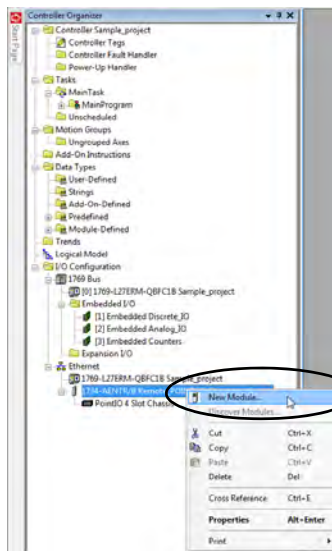 Start Page
Controller Organizer
Controller Sample_project
Controller Tags
Controller Fault Handler
Power-Up Handler
Tasks
MainTask
MainProgram
Unscheduled
Motion Groups
Ungrouped Axes
Add-On Instructions
Data Types
User-Defined
Strings
Add-On-Defined
Predefined
Module-Defined
Trends
Logical Model
I/O Configuration
1769 Bus
[0] 1769-L27ERM-QBFC1B Sample_project
Embedded I/O
[1] Embedded Discrete_IO
[2] Embedded Analog_IO
[3] Embedded Counters
Expansion I/O
Ethernet
1769-L27ERM-QBFC1B Sample_project
1734-AENTR/B
PointIO 4 Slot Chassis
New Module...
Discover Modules...
Cut Ctrl+X
Copy Ctrl+C
Paste Ctrl+V
Delete Del
Cross Reference Ctrl+E
Properties Alt+Enter
Print